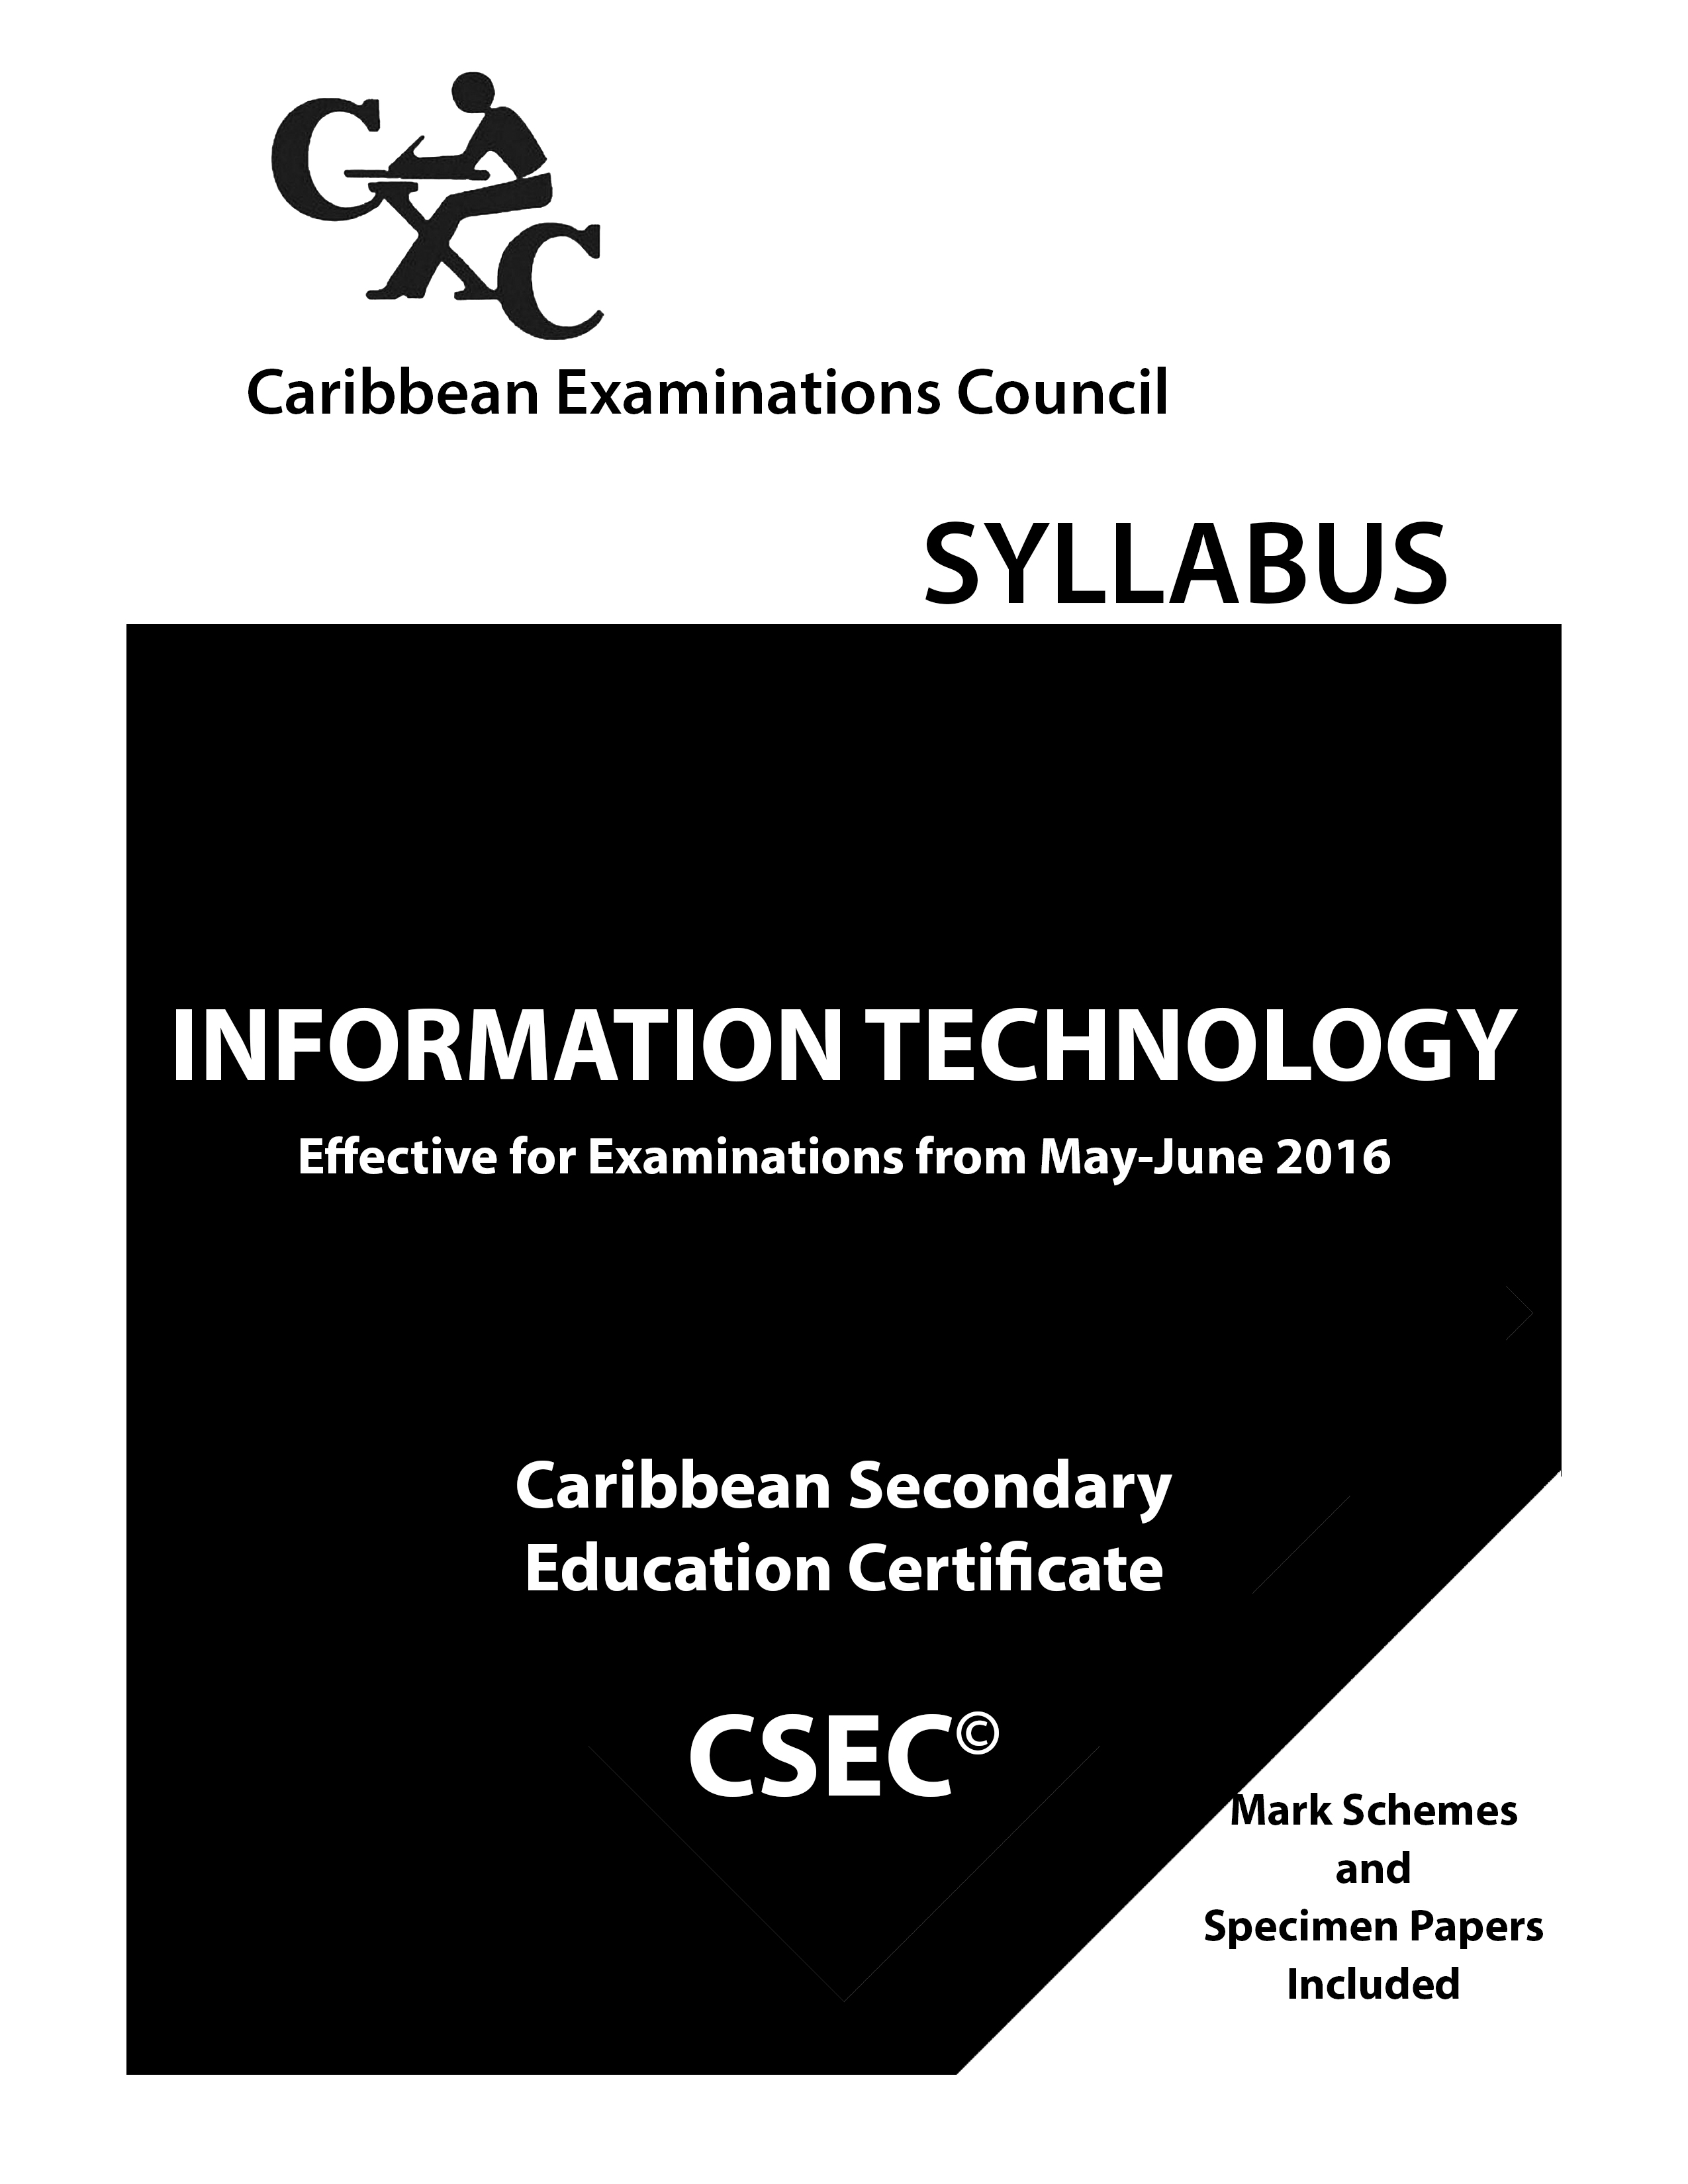 CXC
Caribbean Examinations Council
SYLLABUS
INFORMATION TECHNOLOGY
Effective for Examinations from May-June 2016
Caribbean Secondary
Education Certificate
CSEC©
Mark Schemes
and
Specimen Papers
Included